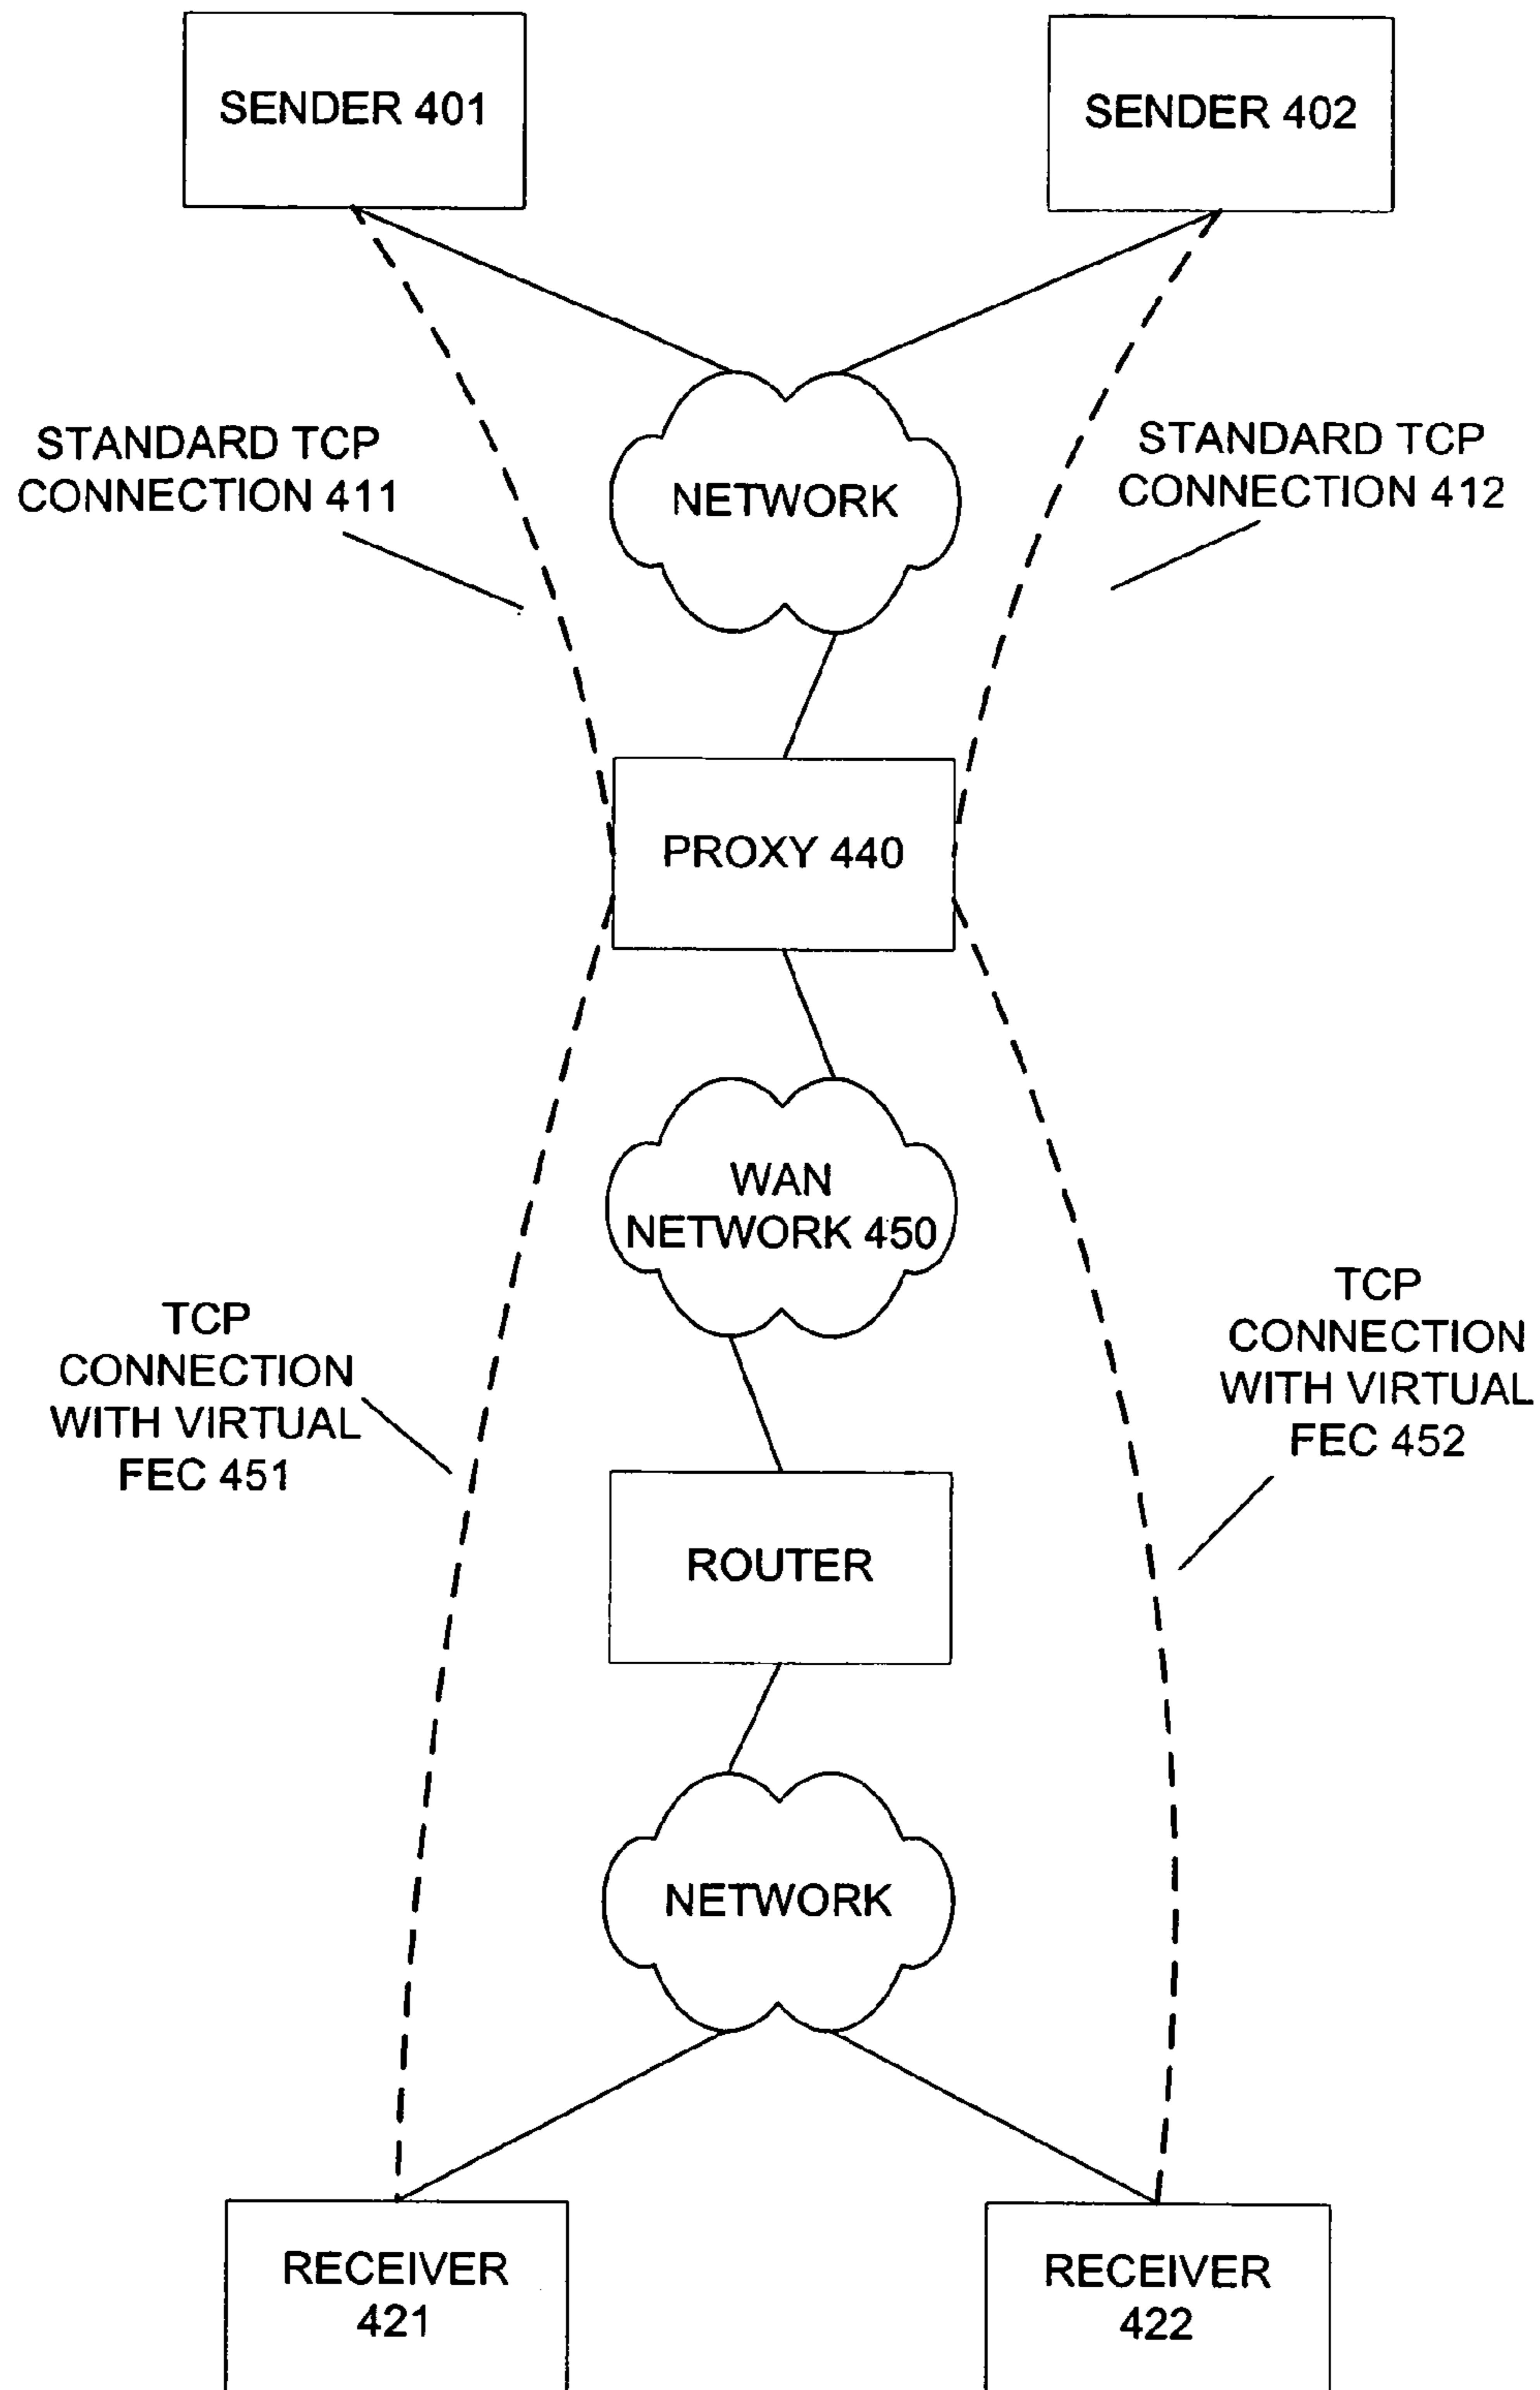 SENDER 401
SENDER 402
STANDARD TCP
CONNECTION 411
NETWORK
STANDARD TCP
CONNECTION 412
PROXY 440
WAN
NETWORK 450
TCP
CONNECTION
WITH VIRTUAL
FEC 451
TCP
CONNECTION
WITH VIRTUAL
FEC 452
ROUTER
NETWORK
RECEIVER
421
RECEIVER
422